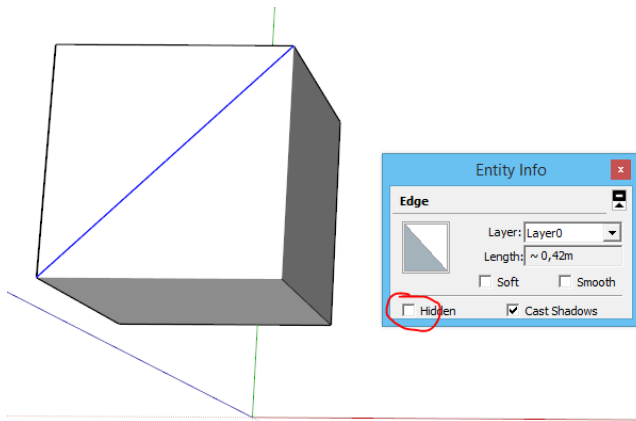 Entity Info
x
Edge
Layer: Layer0
Length: ~ 0,42m
Soft Smooth
Hidden Cast Shadows